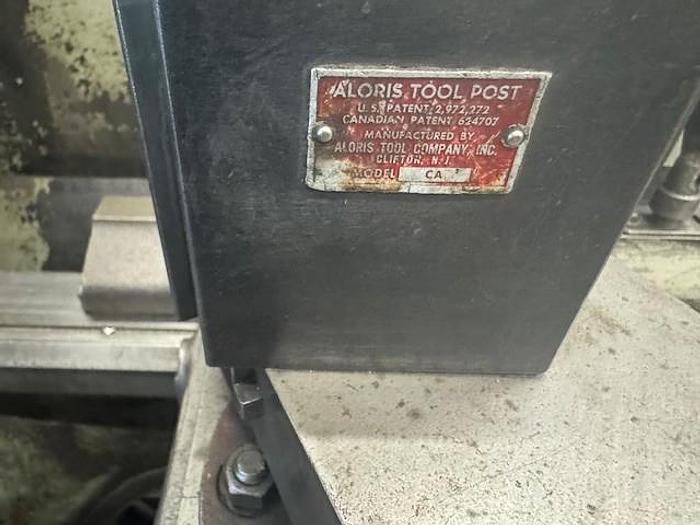 ALORIS TOOL POST
U.S. PATENT 2,972,272
CANADIAN PATENT 624707
MANUFACTURED BY
ALORIS TOOL COMPANY, INC.
CLIFTON, N. J.
MODEL CA